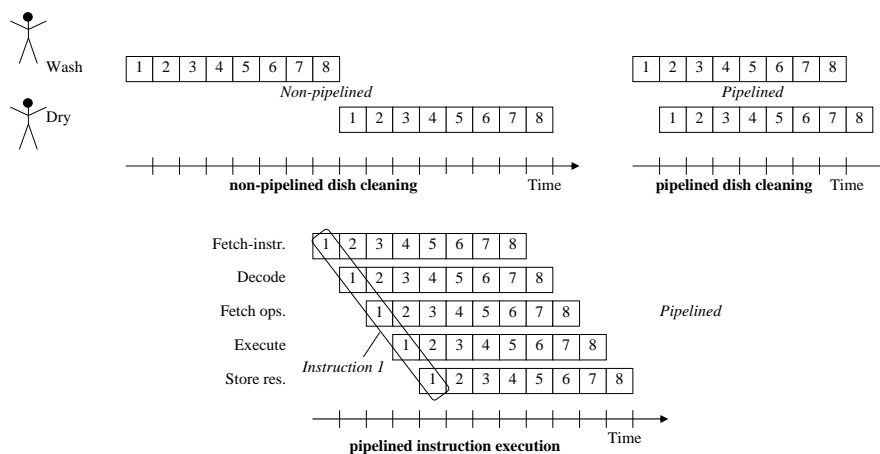 Wash 1 2 3 4 5 6 7 8 1 2 3 4 5 6 7 8
Non-pipelined Pipelined
Dry 1 2 3 4 5 6 7 8 1 2 3 4 5 6 7 8
non-pipelined dish cleaning Time pipelined dish cleaning Time
Fetch-instr. 1 2 3 4 5 6 7 8
Decode 1 2 3 4 5 6 7 8
Fetch ops. 1 2 3 4 5 6 7 8 Pipelined
Execute 1 2 3 4 5 6 7 8
Instruction 1
Store res. 1 2 3 4 5 6 7 8
Time
pipelined instruction execution